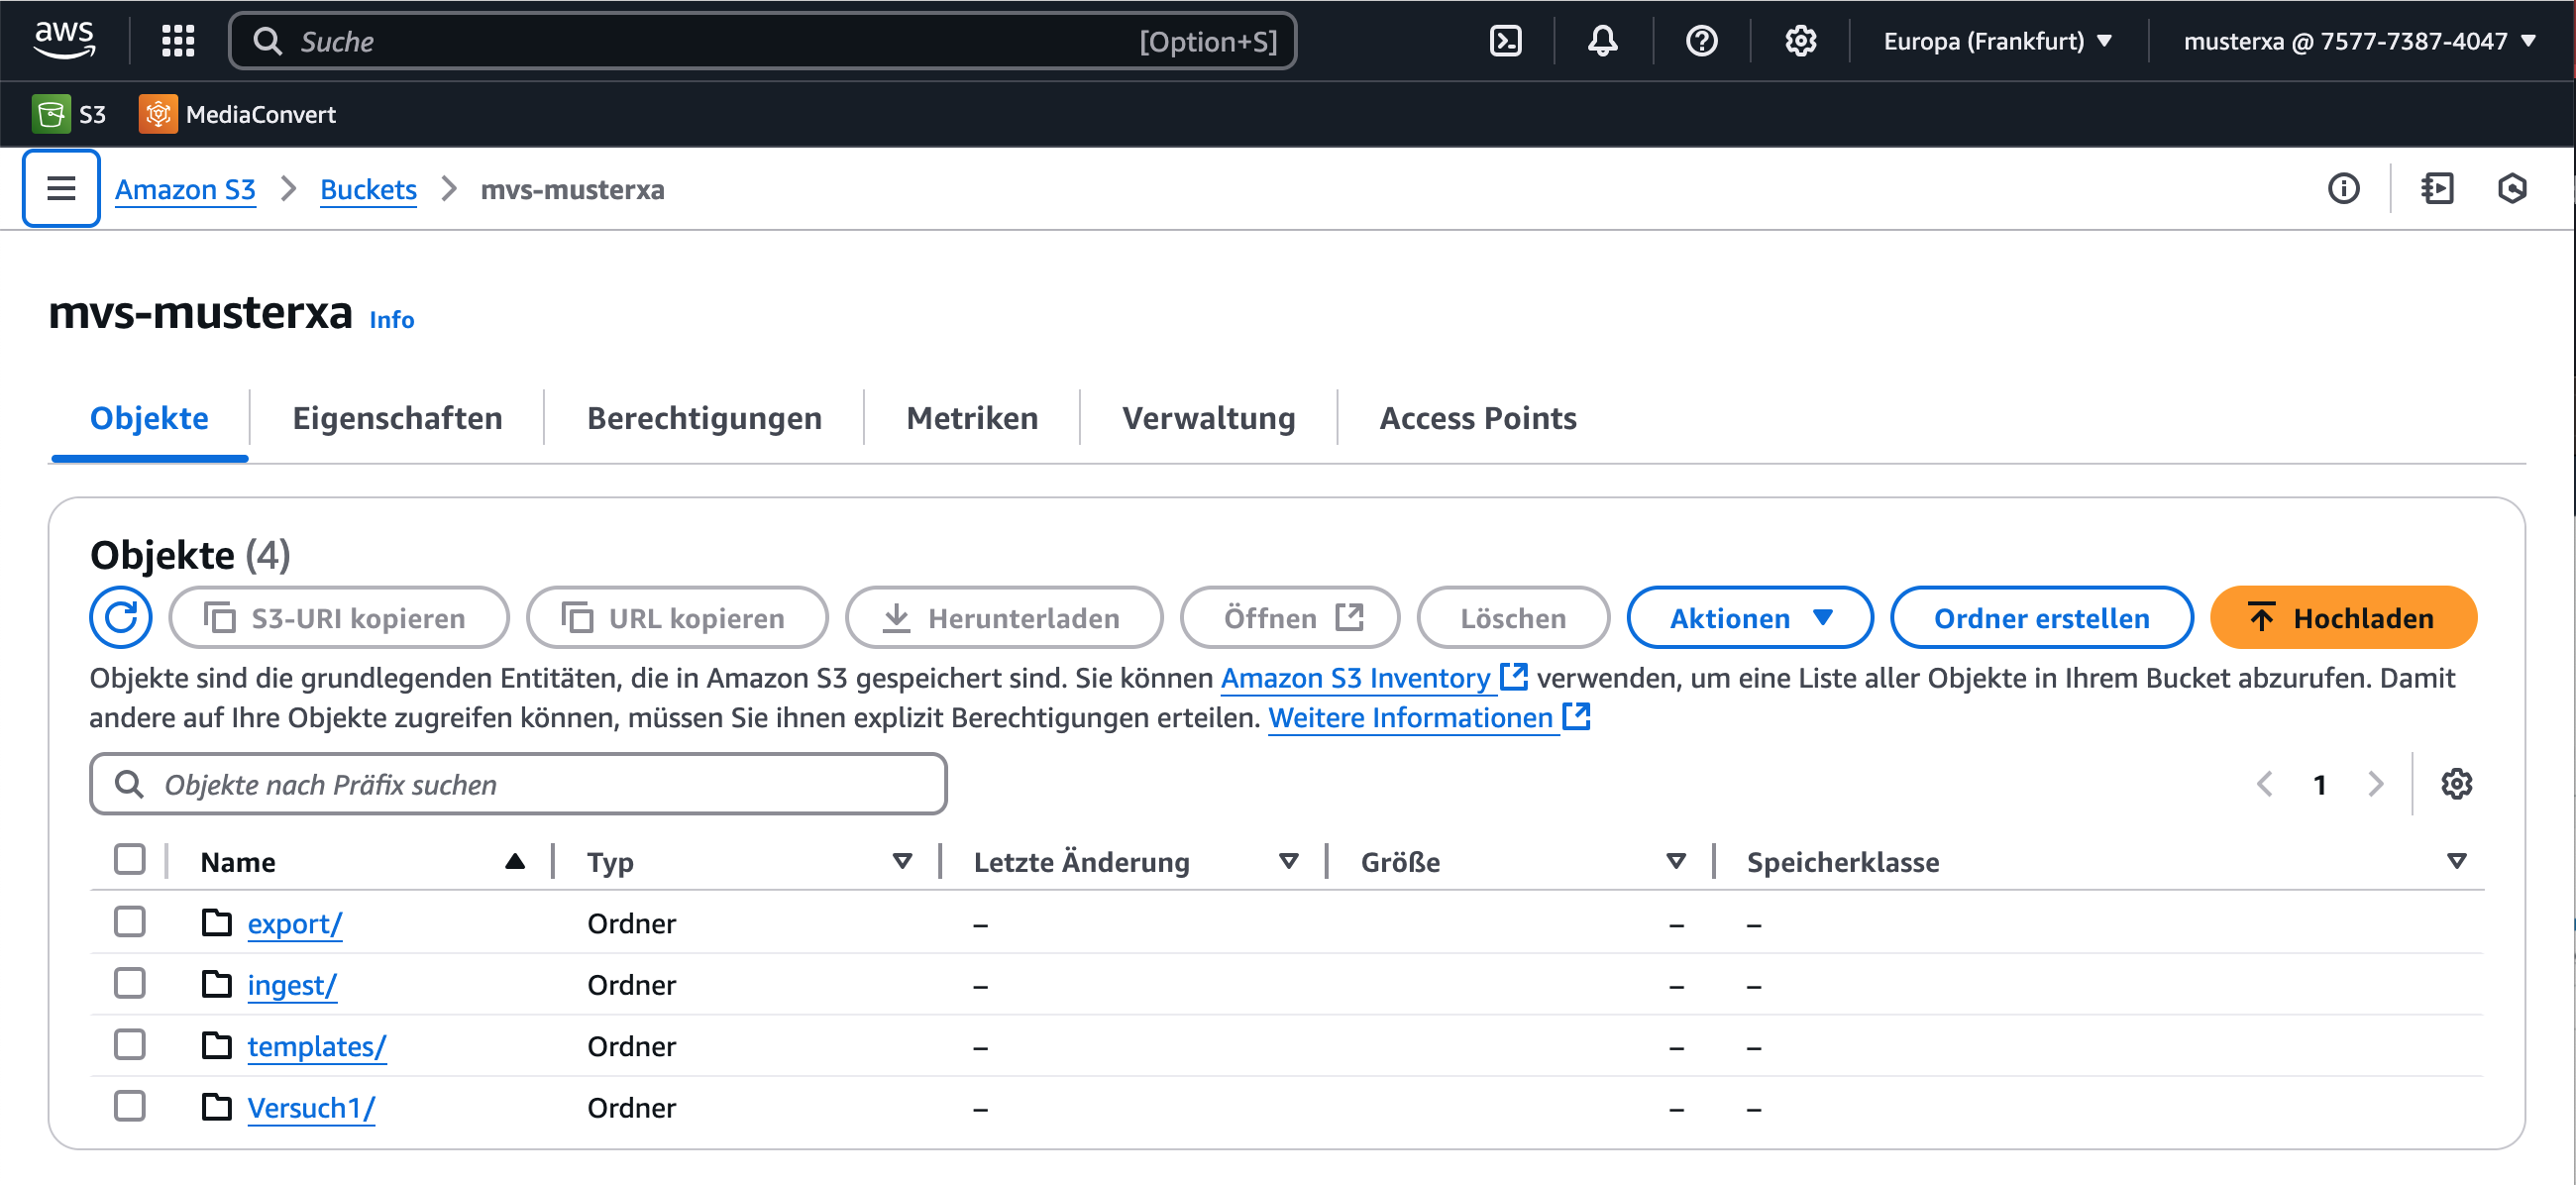 aws Suche [Option+S] Europa (Frankfurt) musterxa @ 7577-7387-4047
S3 MediaConvert
Amazon S3 Buckets mvs-musterxa
mvs-musterxa Info
Objekte Eigenschaften Berechtigungen Metriken Verwaltung Access Points
Objekte (4)
S3-URI kopieren URL kopieren Herunterladen Öffnen Löschen Aktionen Ordner erstellen Hochladen
Objekte sind die grundlegenden Entitäten, die in Amazon S3 gespeichert sind. Sie können Amazon S3 Inventory verwenden, um eine Liste aller Objekte in Ihrem Bucket abzurufen. Damit
andere auf Ihre Objekte zugreifen können, müssen Sie ihnen explizit Berechtigungen erteilen. Weitere Informationen
Objekte nach Präfix suchen 1
Name Typ Letzte Änderung Größe Speicherklasse
export/ Ordner – – –
ingest/ Ordner – – –
templates/ Ordner – – –
Versuch1/ Ordner – – –